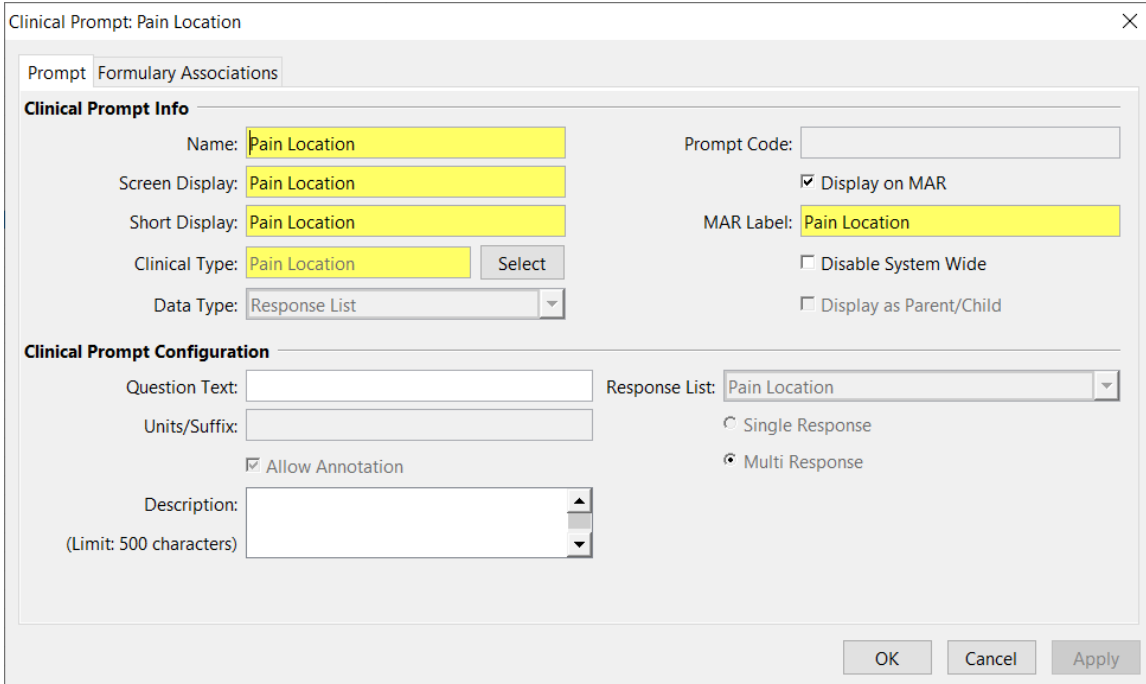 Clinical Prompt: Pain Location
Prompt Formulary Associations
Clinical Prompt Info
Name: Pain Location Prompt Code:
Screen Display: Pain Location Display on MAR
Short Display: Pain Location MAR Label: Pain Location
Clinical Type: Pain Location Select Disable System Wide
Data Type: Response List Display as Parent/Child
Clinical Prompt Configuration
Question Text: Response List: Pain Location
Units/Suffix: Single Response
Allow Annotation Multi Response
Description:
(Limit: 500 characters)
OK Cancel Apply